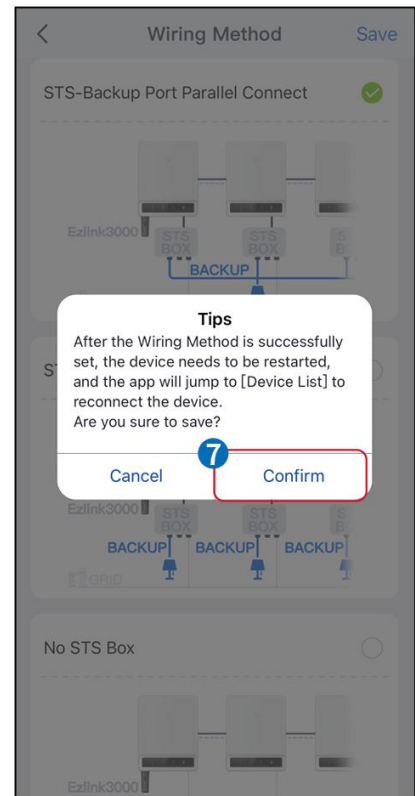 Wiring Method Save
STS-Backup Port Parallel Connect
Ezlink3000
STS STS
BOX BOX
BACKUP
Tips
After the Wiring Method is successfully
set, the device needs to be restarted,
and the app will jump to [Device List] to
reconnect the device.
Are you sure to save?
7
Cancel Confirm
Ezlink3000
STS STS S
BOX BOX B
BACKUP BACKUP BACKUP
GRID
No STS Box
Ezlink3000